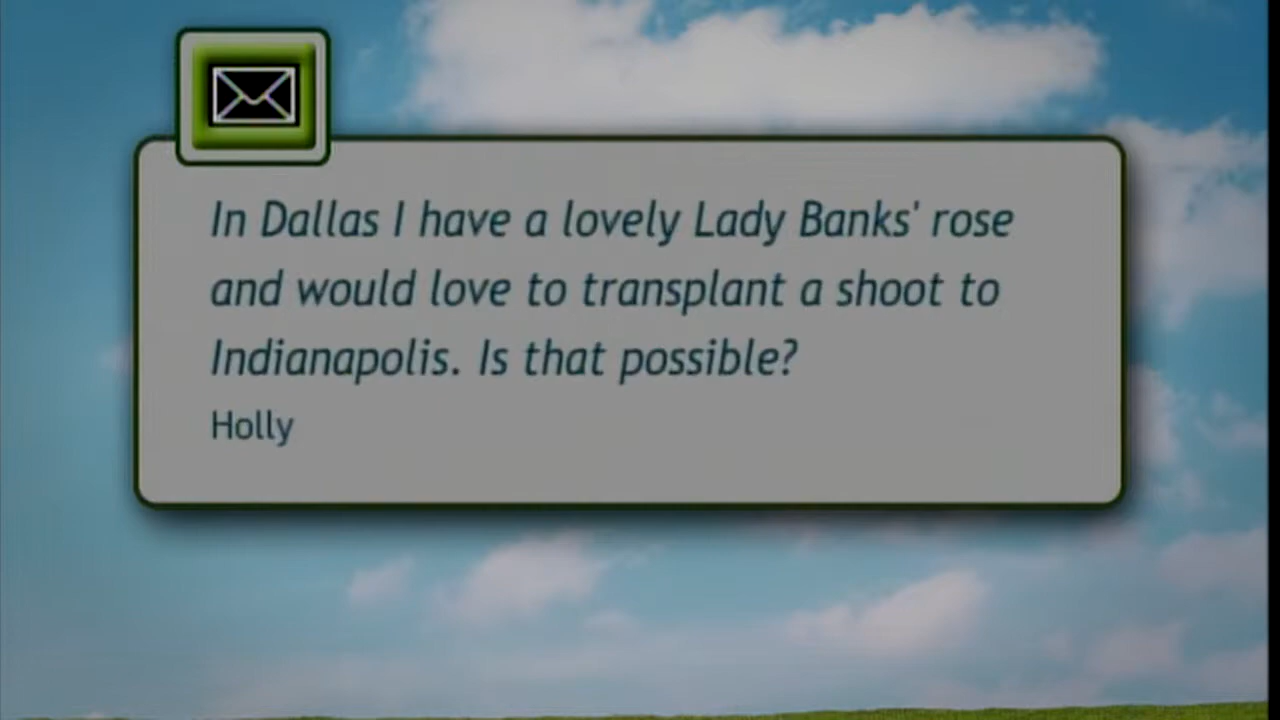 In Dallas I have a lovely Lady Banks' rose
and would love to transplant a shoot to
Indianapolis. Is that possible?
Holly